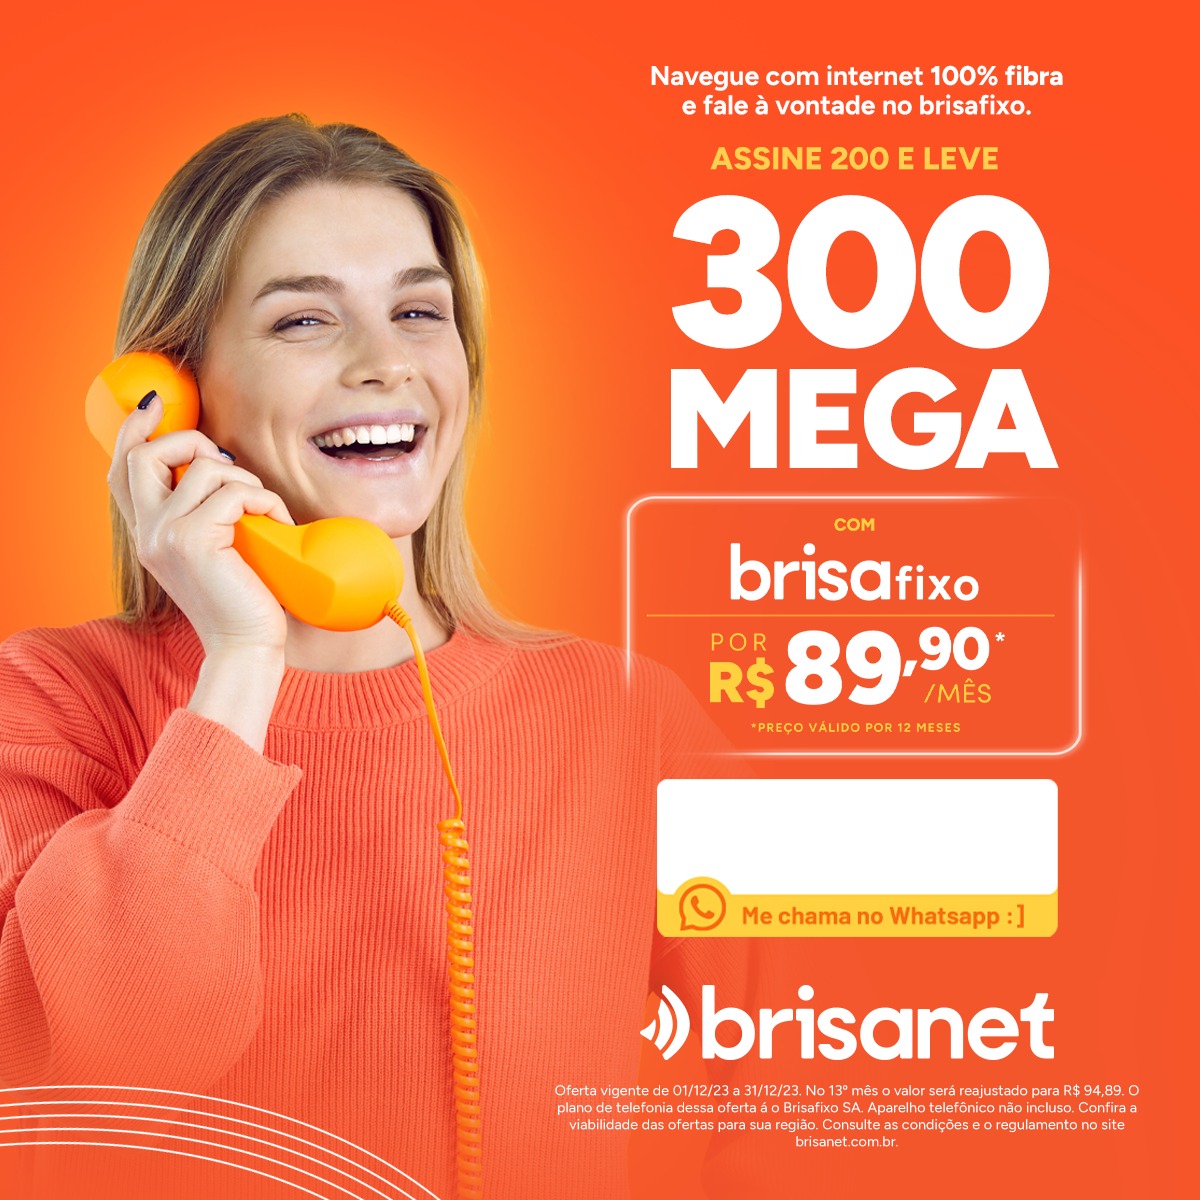 Navegue com internet 100% fibra
e fale à vontade no brisafixo.
ASSINE 200 E LEVE
300
MEGA
COM
brisafixo
POR
R$ 89,90*
/MÊS
*PREÇO VÁLIDO POR 12 MESES
Me chama no Whatsapp :]
brisanet
Oferta vigente de 01/12/23 a 31/12/23. No 13º mês o valor será reajustado para R$ 94,89. O
plano de telefonia dessa oferta á o Brisafixo SA. Aparelho telefônico não incluso. Confira a
viabilidade das ofertas para sua região. Consulte as condições e o regulamento no site
brisanet.com.br.